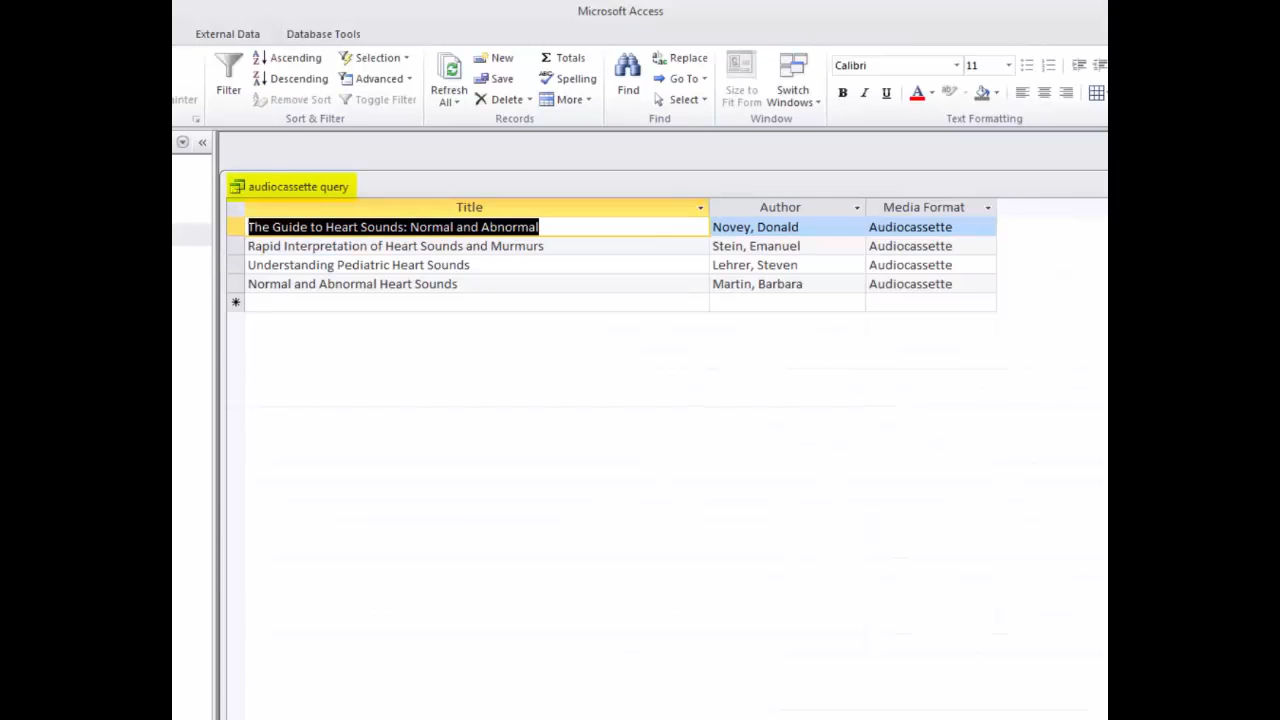 Microsoft Access
External Data Database Tools
Ascending Selection New Totals Replace Calibri 11
Filter Descending Advanced Refresh All Save Spelling Find Go To Size to Fit Form Switch Windows B I U A
ainter Remove Sort Toggle Filter Delete More Select
Sort & Filter Records Find Window Text Formatting
audiocassette query
Title Author Media Format
The Guide to Heart Sounds: Normal and Abnormal Novey, Donald Audiocassette
Rapid Interpretation of Heart Sounds and Murmurs Stein, Emanuel Audiocassette
Understanding Pediatric Heart Sounds Lehrer, Steven Audiocassette
Normal and Abnormal Heart Sounds Martin, Barbara Audiocassette